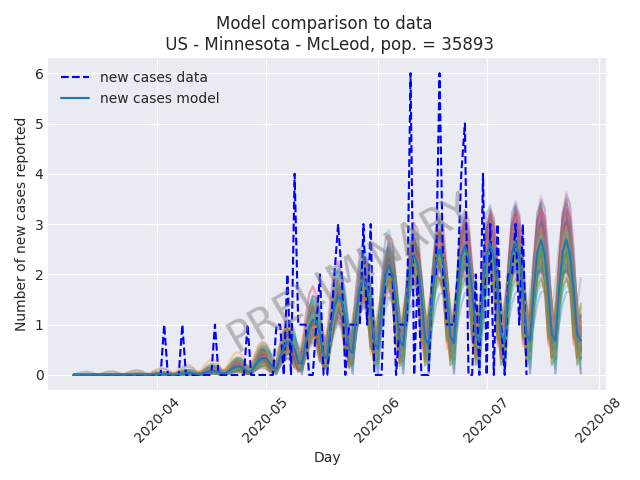 Model comparison to data
US - Minnesota - McLeod, pop. = 35893
new cases data
new cases model
PRELIMINARY
Number of new cases reported
6
5
4
3
2
1
0
2020-04
2020-05
2020-06
2020-07
2020-08
Day